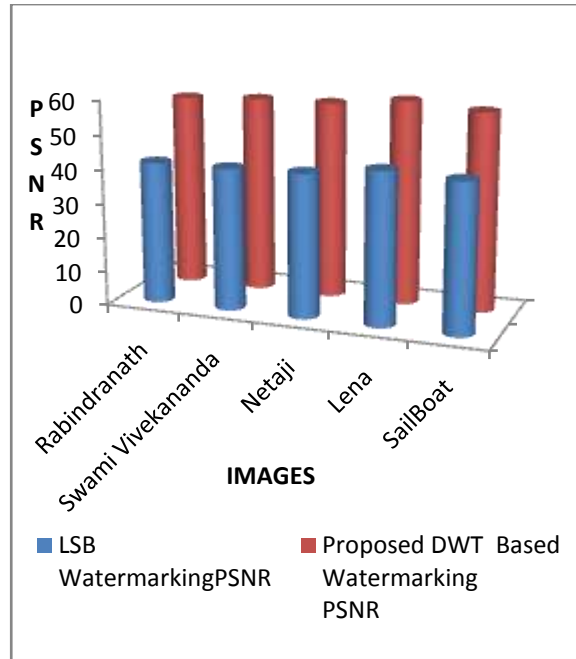 P
S
N
R
60
50
40
30
20
10
0
Rabindranath
Swami Vivekananda
Netaji
Lena
SailBoat
IMAGES
LSB
WatermarkingPSNR
Proposed DWT Based
Watermarking
PSNR